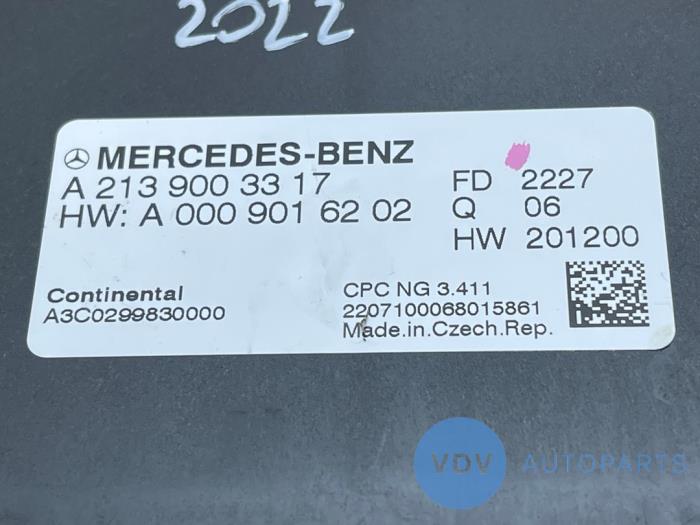 2022
MERCEDES-BENZ
A 213 900 33 17
HW: A 000 901 62 02
FD 2227
Q 06
HW 201200
Continental
A3C0299830000
CPC NG 3.411
2207100068015861
Made.in.Czech.Rep.
VDV AUTOPARTS